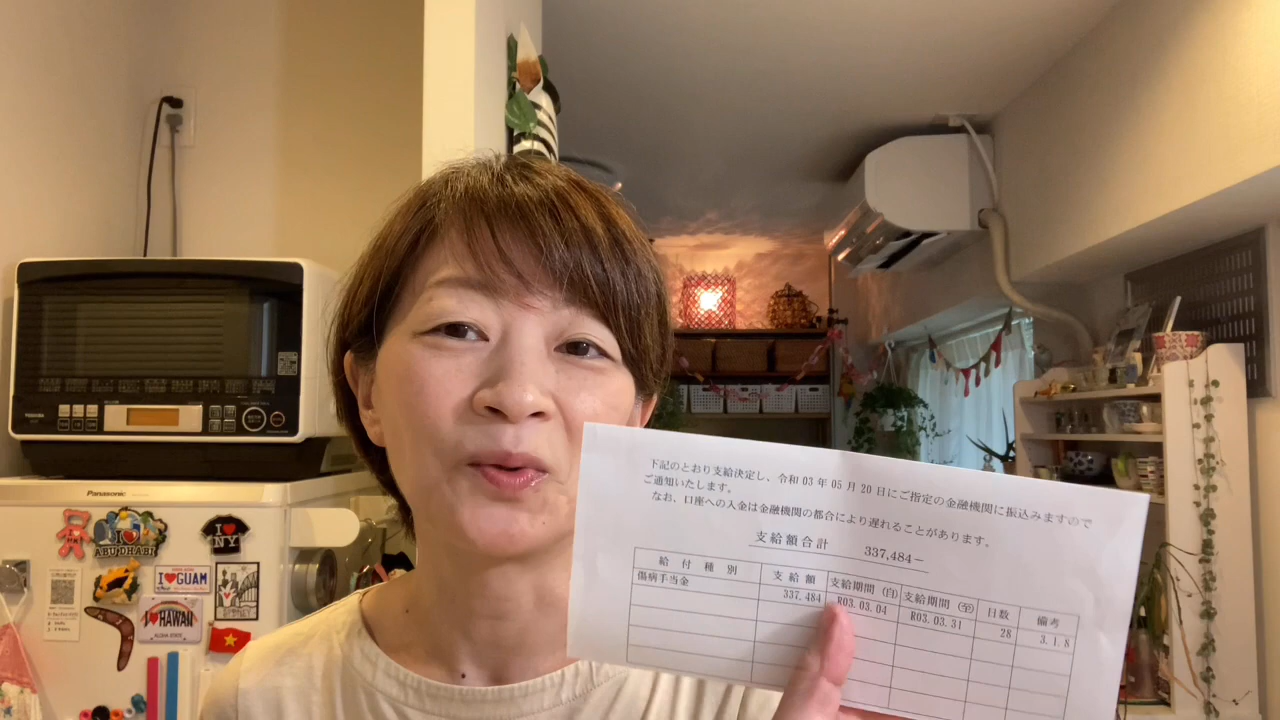 下記のとおり支給決定し、令和 03 年 05 月 20 日にご指定の金融機関に振込みますので
ご通知いたします。
なお、口座への入金は金融機関の都合により遅れることがあります。
支給額合計 337,484―
給付種別 支給額 支給期間(自) 支給期間(至) 日数 備考
傷病手当金 337,484 R03.03.04 R03.03.31 28 3.1.8
TOSHIBA
Panasonic
I♥
ABU DHABI
I♥
NY
I♥GUAM
I♥HAWAII
ALOHA STATE
SYDNEY